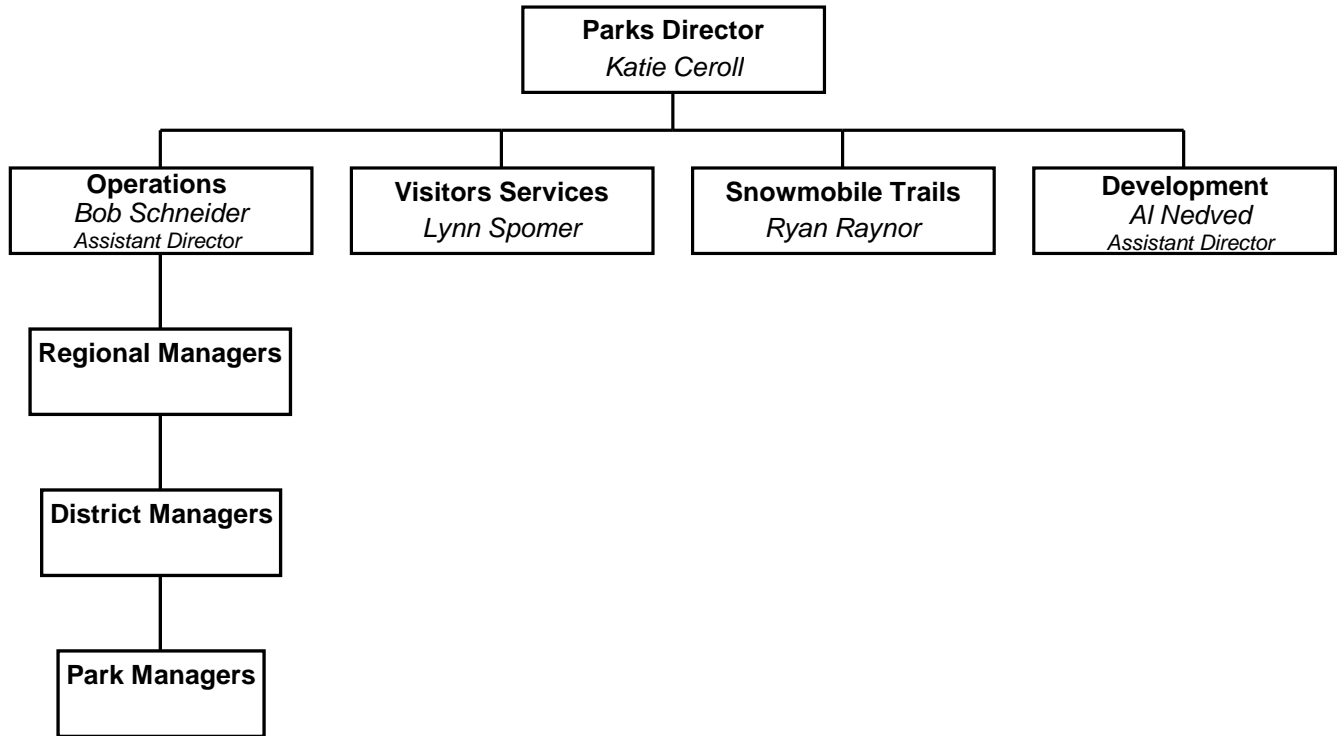 Parks Director
Katie Ceroll
Operations
Bob Schneider
Assistant Director
Visitors Services
Lynn Spomer
Snowmobile Trails
Ryan Raynor
Development
Al Nedved
Assistant Director
Regional Managers
District Managers
Park Managers